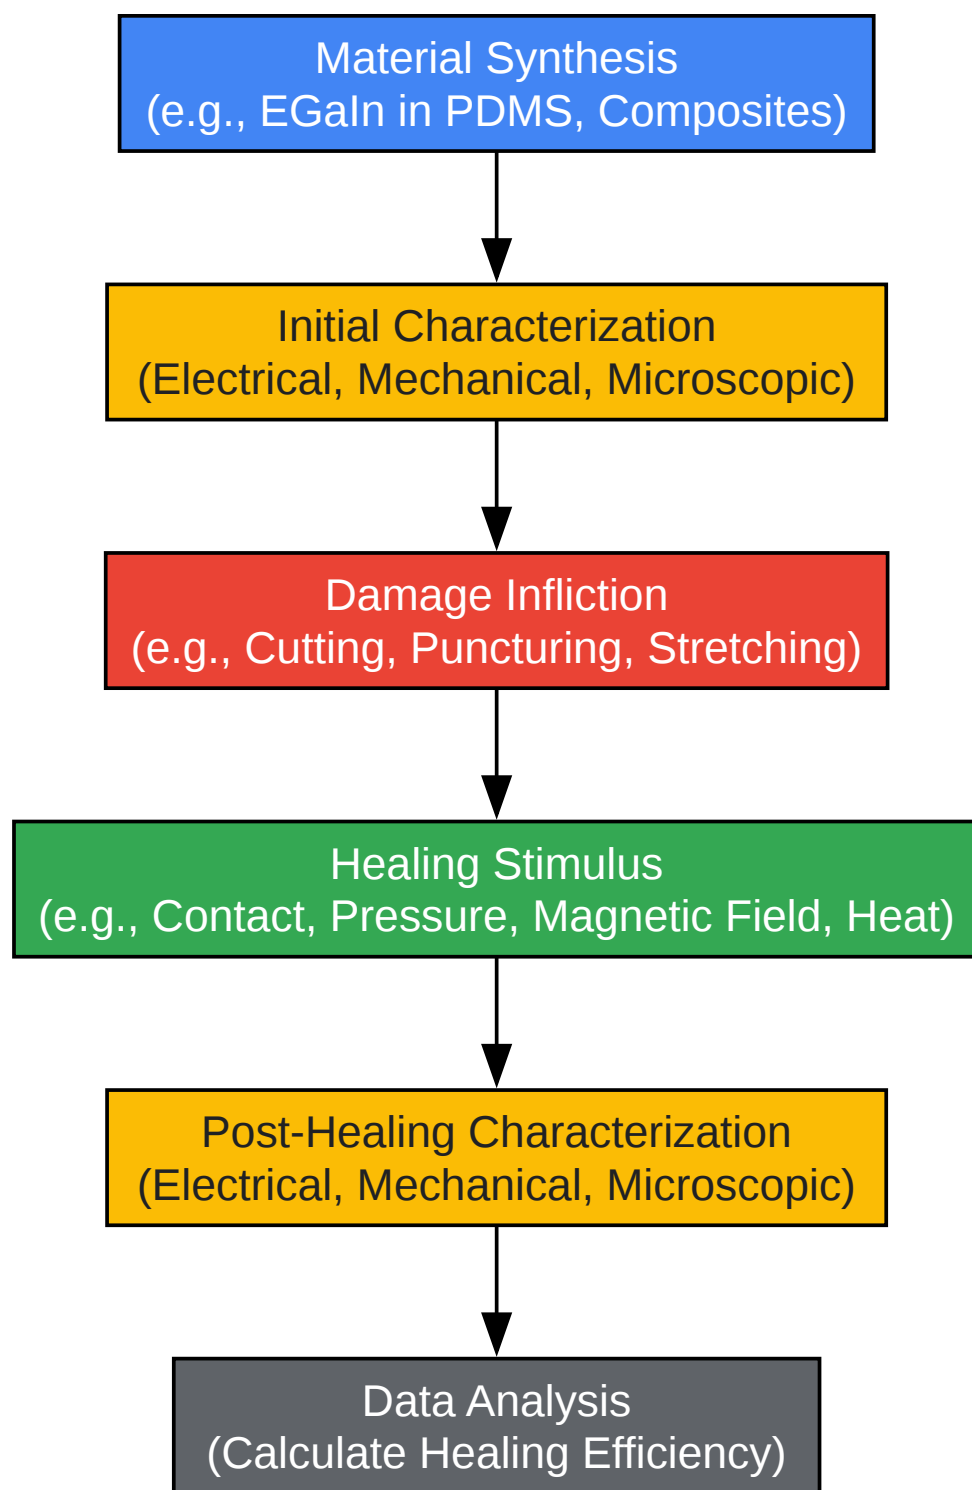 Material Synthesis
(e.g., EGaIn in PDMS, Composites)
Initial Characterization
(Electrical, Mechanical, Microscopic)
Damage Infliction
(e.g., Cutting, Puncturing, Stretching)
Healing Stimulus
(e.g., Contact, Pressure, Magnetic Field, Heat)
Post-Healing Characterization
(Electrical, Mechanical, Microscopic)
Data Analysis
(Calculate Healing Efficiency)